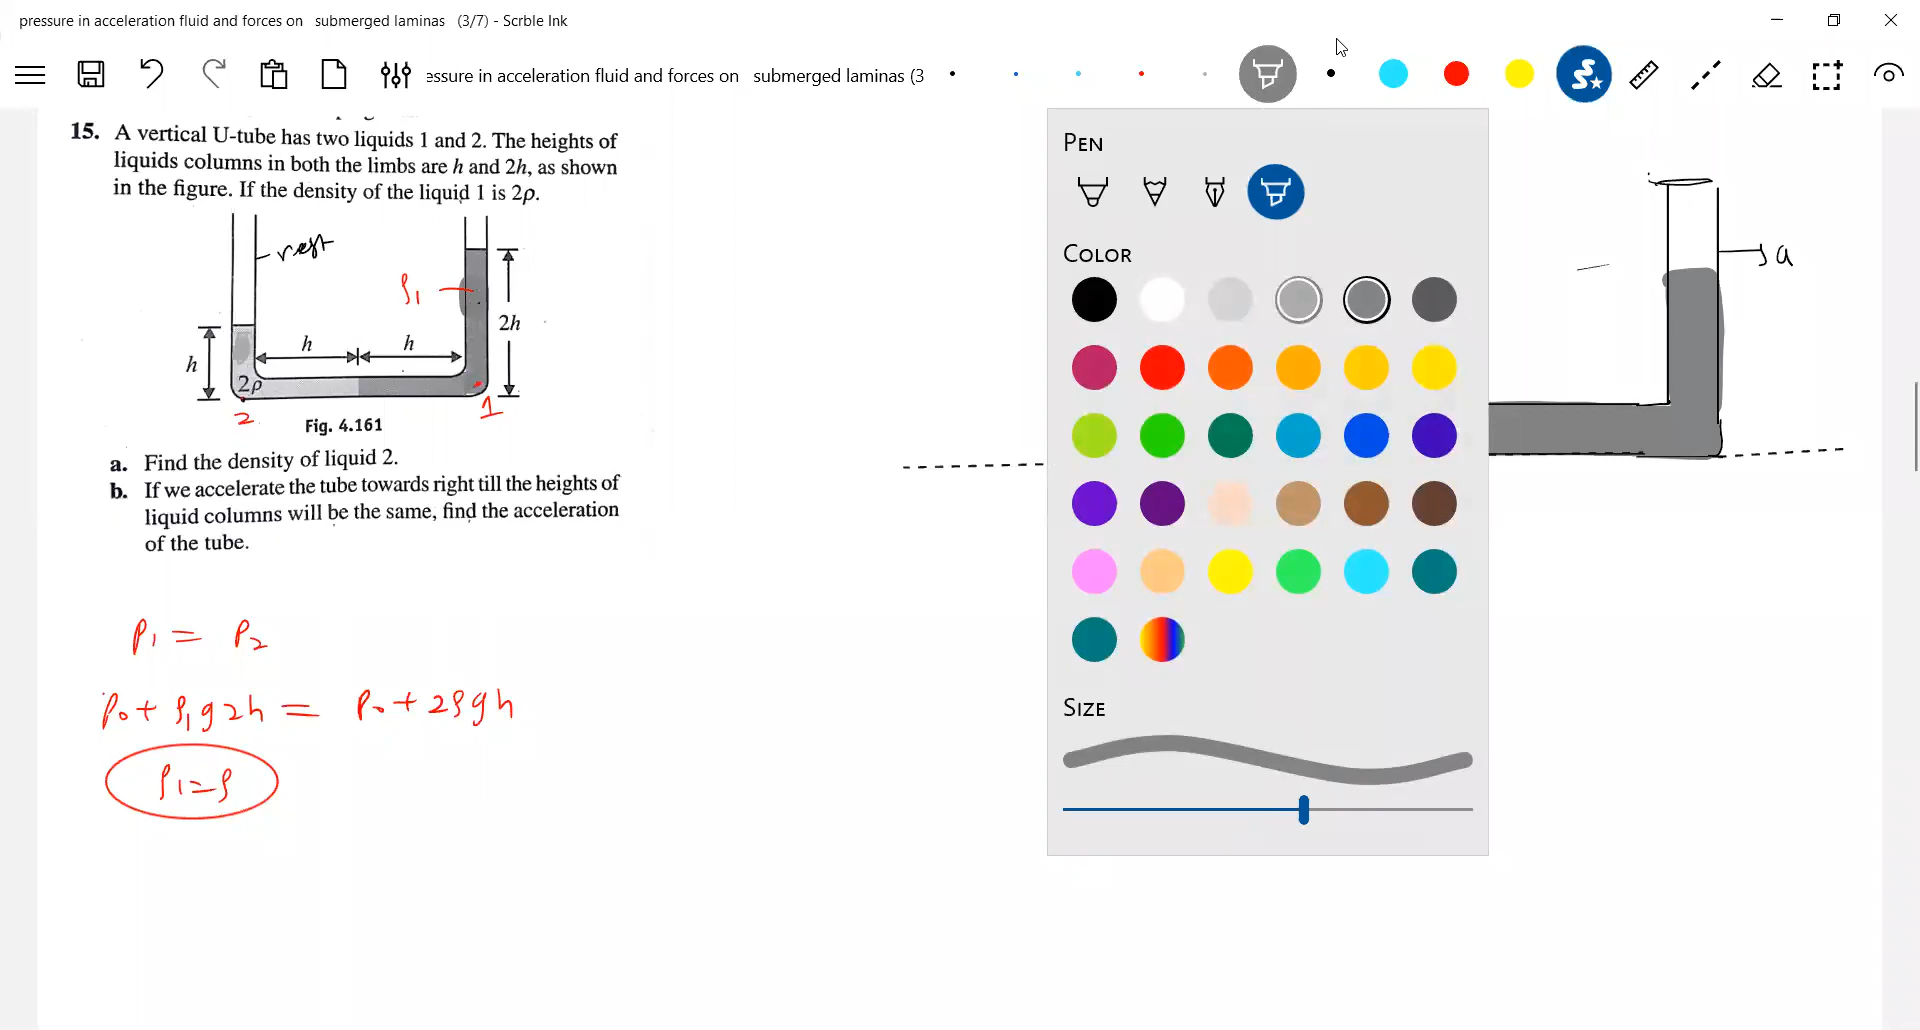 pressure in acceleration fluid and forces on submerged laminas (3/7) - Scrble Ink
essure in acceleration fluid and forces on submerged laminas (3
15. A vertical U-tube has two liquids 1 and 2. The heights of
liquids columns in both the limbs are h and 2h, as shown
in the figure. If the density of the liquid 1 is 2ρ.
rest
ρ₁
2h
h
h
h
2ρ
2
1
Fig. 4.161
a. Find the density of liquid 2.
b. If we accelerate the tube towards right till the heights of
liquid columns will be the same, find the acceleration
of the tube.
P₁ = P₂
P₀ + ρ₁g2h = P₀ + 2ρgh
ρ₁ = ρ
PEN
COLOR
SIZE
a